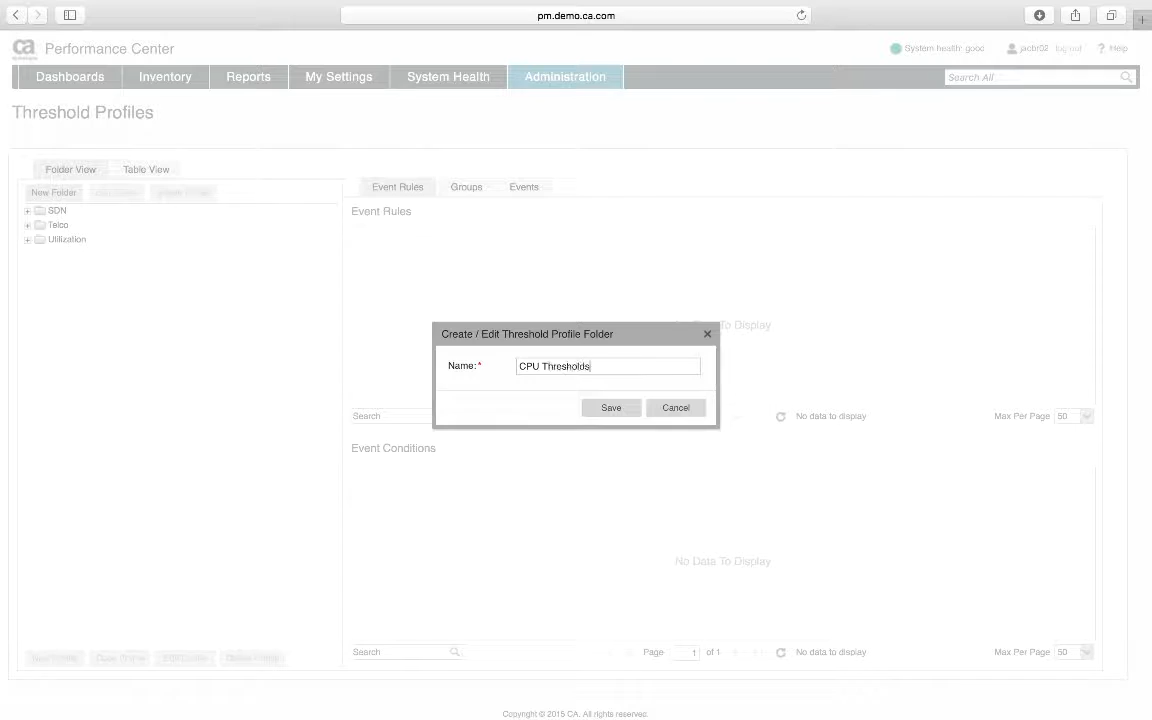 pm.demo.ca.com
ca
Performance Center
System health: good
jacbr02
log out
? Help
Dashboards
Inventory
Reports
My Settings
System Health
Administration
Search All ...
Threshold Profiles
Folder View
Table View
New Folder
SDN
Telco
Utilization
Event Rules
Groups
Events
Event Rules
To Display
Create / Edit Threshold Profile Folder
Name:*
CPU Thresholds
Save
Cancel
Search
No data to display
Max Per Page
50
Event Conditions
No Data To Display
Search
Page
1
of 1
No data to display
Max Per Page
50
Copyright © 2015 CA. All rights reserved.